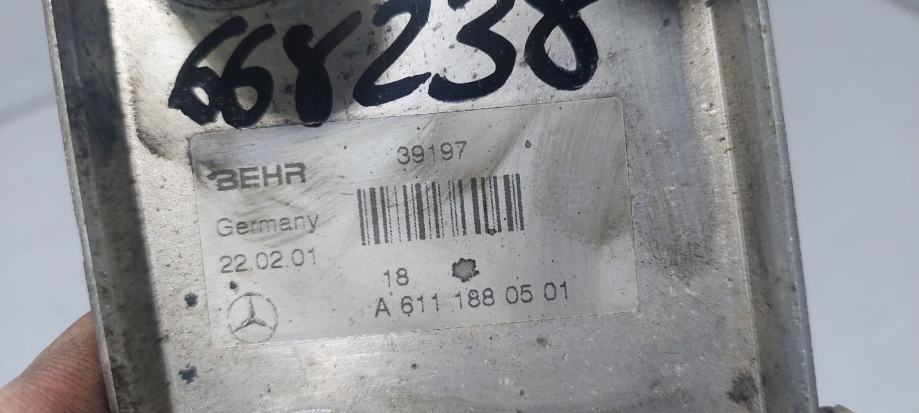 668238
39197
BEHR
Germany
22.02.01
18
A 611 188 05 01